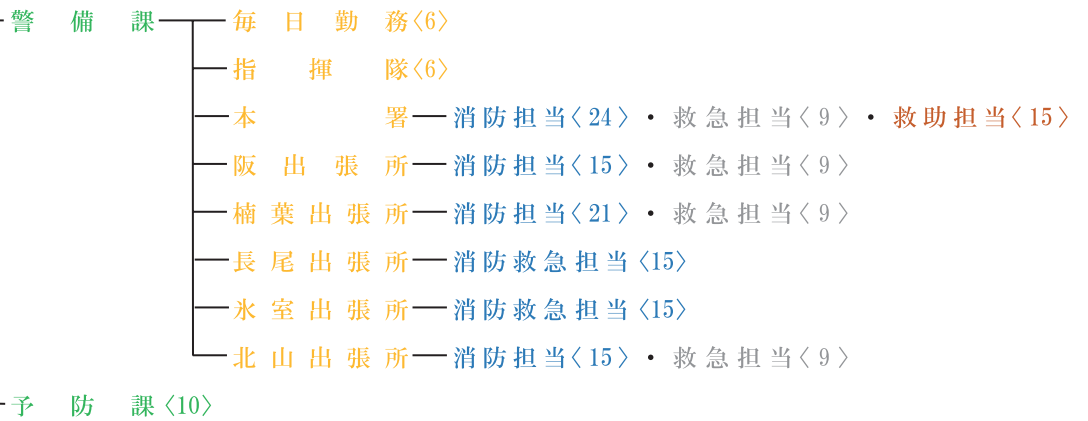 警備課 毎日勤務〈6〉
指揮隊〈6〉
本署 消防担当〈24〉・救急担当〈9〉・救助担当〈15〉
阪出張所 消防担当〈15〉・救急担当〈9〉
楠葉出張所 消防担当〈21〉・救急担当〈9〉
長尾出張所 消防救急担当〈15〉
氷室出張所 消防救急担当〈15〉
北山出張所 消防担当〈15〉・救急担当〈9〉
予防課〈10〉